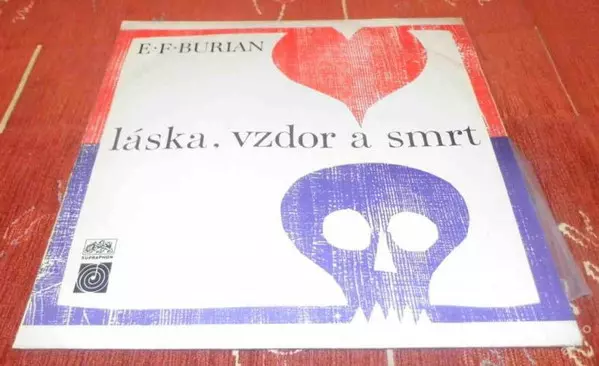 E·F·BURIAN
láska, vzdor a smrt
SUPRAPHON